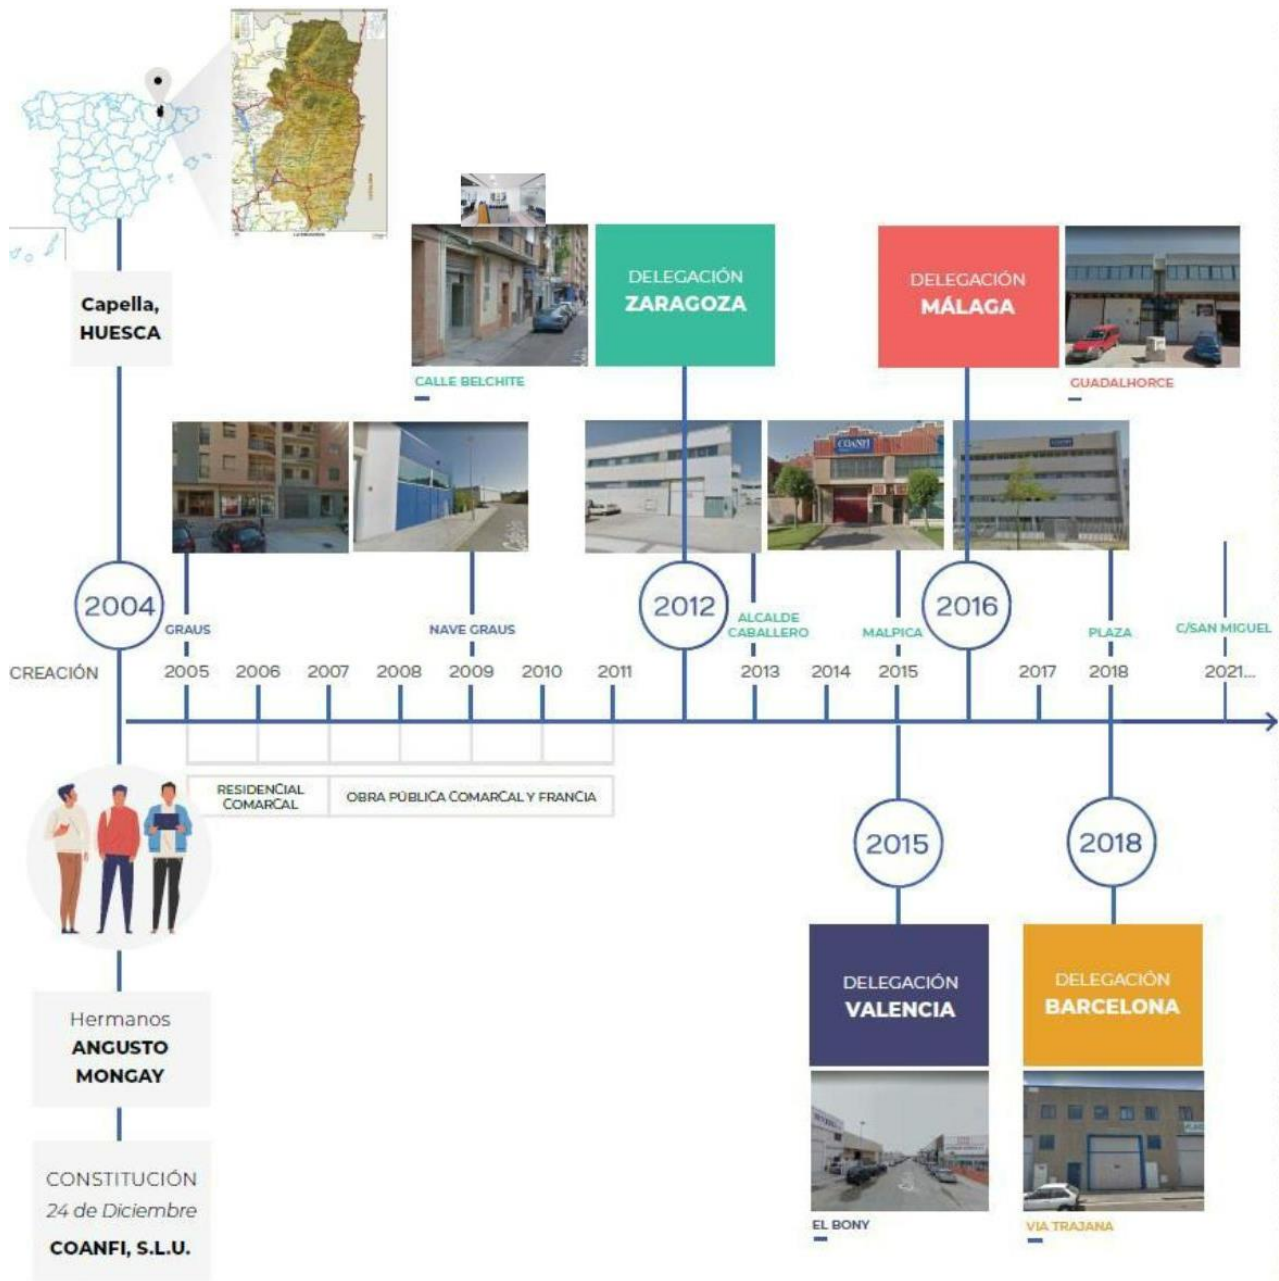 Capella,
HUESCA
DELEGACIÓN
ZARAGOZA
DELEGACIÓN
MÁLAGA
CALLE BELCHITE
GUADALHORCE
COANFI
2004
2012
2016
GRAUS
NAVE GRAUS
ALCALDE
CABALLERO
MALPICA
PLAZA
C/SAN MIGUEL
CREACIÓN
2005
2006
2007
2008
2009
2010
2011
2013
2014
2015
2017
2018
2021...
RESIDENCIAL
COMARCAL
OBRA PÚBLICA COMARCAL Y FRANCIA
2015
2018
DELEGACIÓN
VALENCIA
DELEGACIÓN
BARCELONA
Hermanos
ANGUSTO
MONGAY
CONSTITUCIÓN
24 de Diciembre
COANFI, S.L.U.
EL BONY
VIA TRAJANA